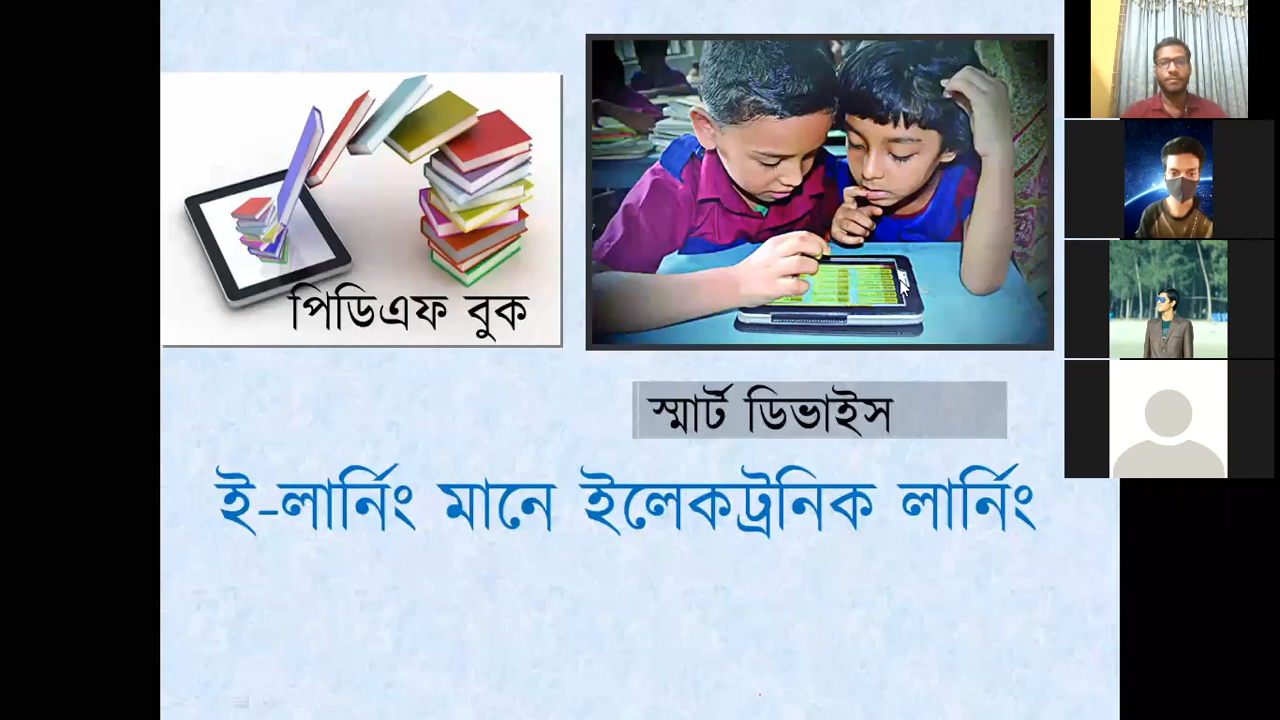 পিডিএফ বুক
স্মার্ট ডিভাইস
ই-লার্নিং মানে ইলেকট্রনিক লার্নিং